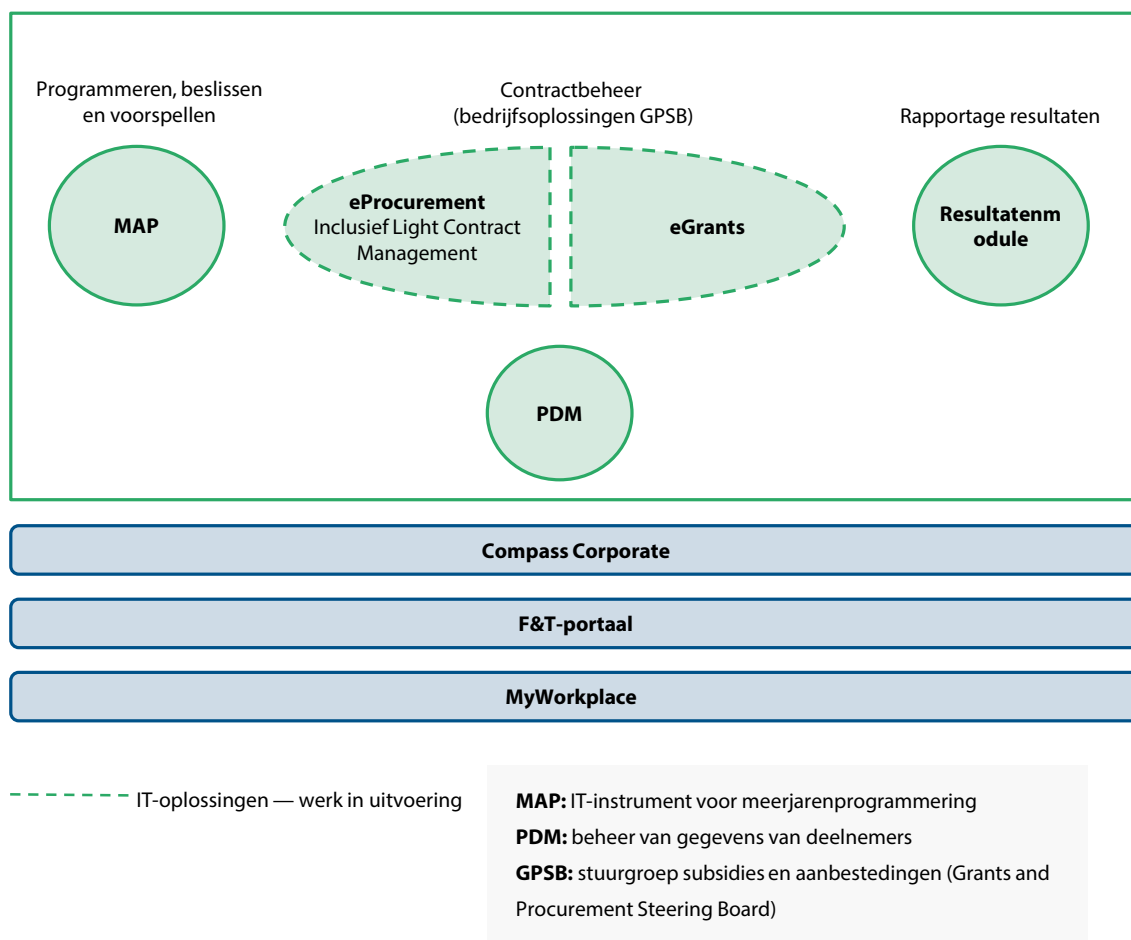 Programmeren, beslissen
en voorspellen
Contractbeheer
(bedrijfsoplossingen GPSB)
Rapportage resultaten
MAP
eProcurement
Inclusief Light Contract
Management
eGrants
Resultatenm
odule
PDM
Compass Corporate
F&T-portaal
MyWorkplace
IT-oplossingen — werk in uitvoering
MAP: IT-instrument voor meerjarenprogrammering
PDM: beheer van gegevens van deelnemers
GPSB: stuurgroep subsidies en aanbestedingen (Grants and
Procurement Steering Board)